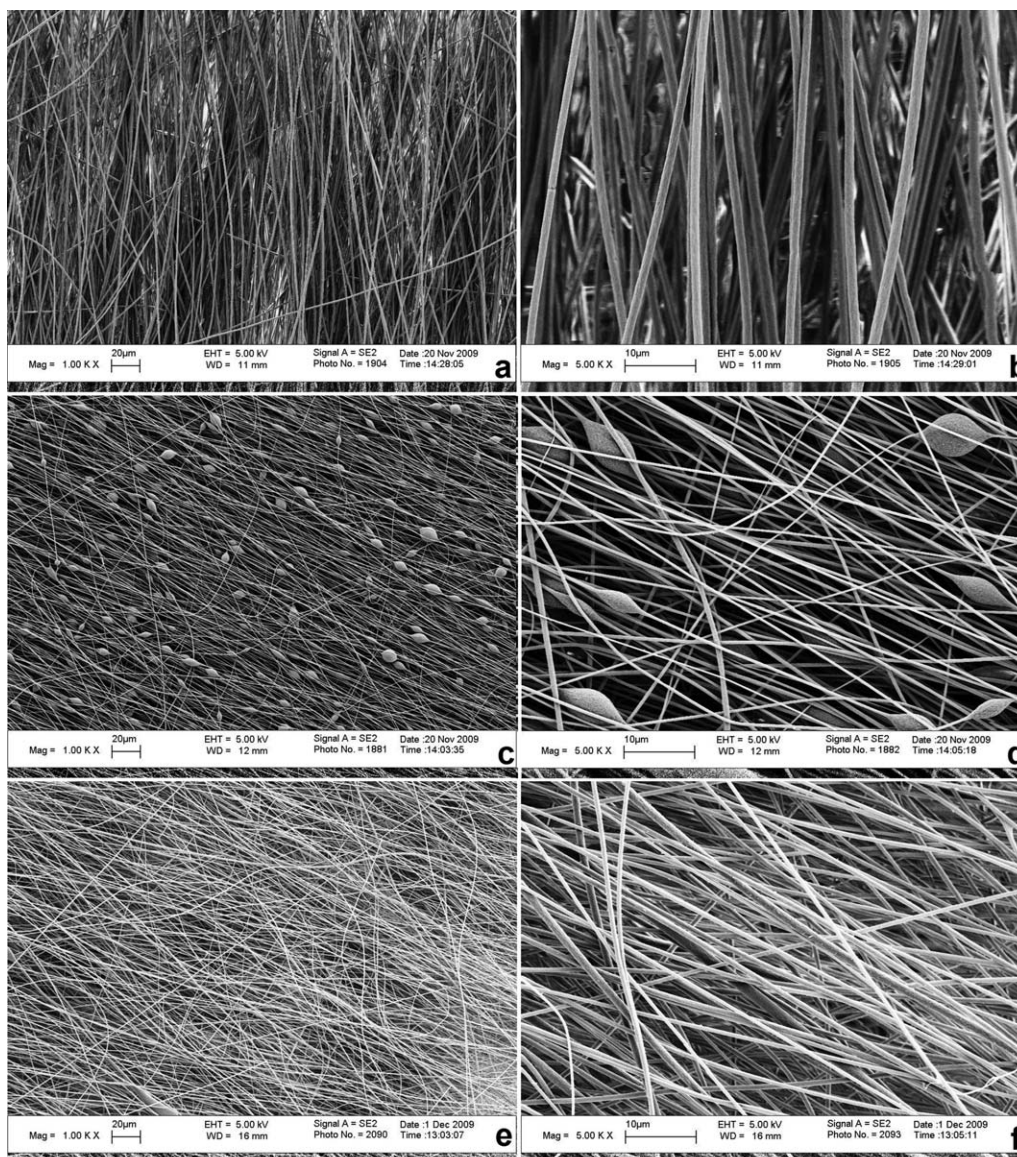 20µm EHT = 5.00 kV Signal A = SE2 Date :20 Nov 2009
Mag = 1.00 K X WD = 11 mm Photo No. = 1904 Time :14:28:05 a
10µm EHT = 5.00 kV Signal A = SE2 Date :20 Nov 2009
Mag = 5.00 K X WD = 11 mm Photo No. = 1905 Time :14:29:01 b
20µm EHT = 5.00 kV Signal A = SE2 Date :20 Nov 2009
Mag = 1.00 K X WD = 12 mm Photo No. = 1881 Time :14:03:35 c
10µm EHT = 5.00 kV Signal A = SE2 Date :20 Nov 2009
Mag = 5.00 K X WD = 12 mm Photo No. = 1882 Time :14:05:18 d
20µm EHT = 5.00 kV Signal A = SE2 Date :1 Dec 2009
Mag = 1.00 K X WD = 16 mm Photo No. = 2090 Time :13:03:07 e
10µm EHT = 5.00 kV Signal A = SE2 Date :1 Dec 2009
Mag = 5.00 K X WD = 16 mm Photo No. = 2093 Time :13:05:11 f